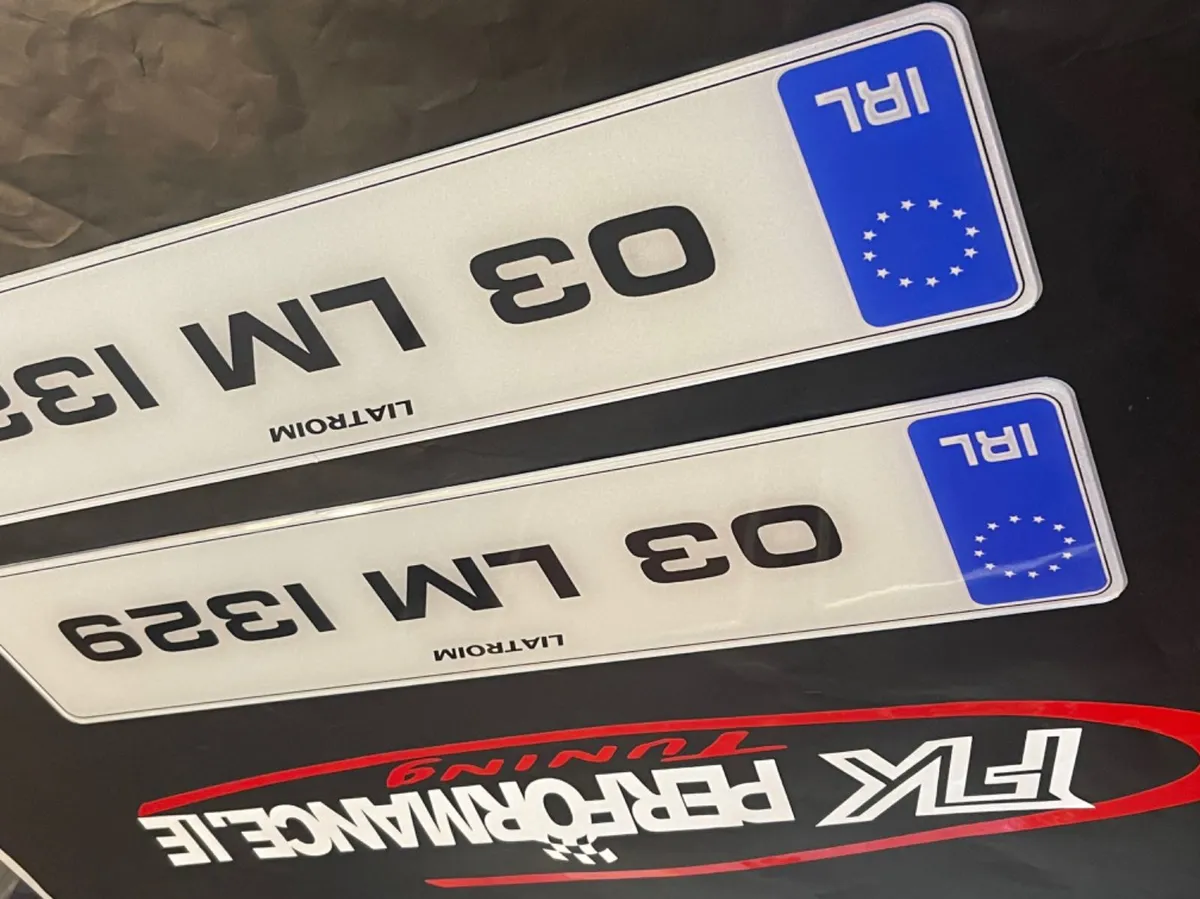 FK PERFORMANCE.IE
TUNING
LIATROIM
03 LM 1329
IRL
LIATROIM
03 LM 132
IRL